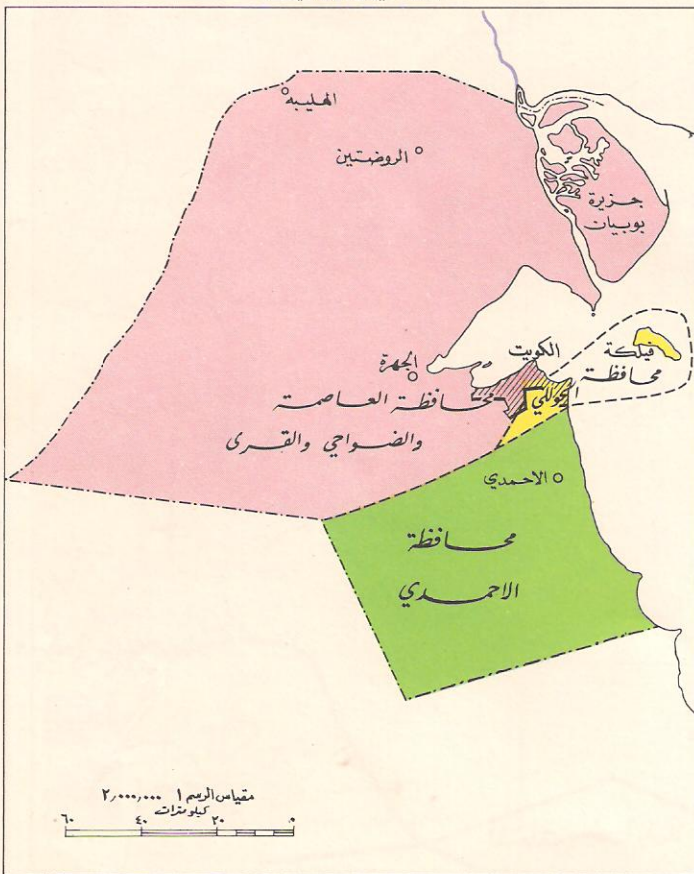 الهليبه
الروضتين
جزيرة
بوبيان
الكويت
فيلكة
محافظة
حولي
الجهرة
محافظة العاصمة
والضواحي والقرى
الاحمدي
محافظة
الاحمدي
مقياس الرسم ١ ٢٫٠٠٠٫٠٠٠
كيلومترات
٦٠ ٤٠ ٢٠ ٠